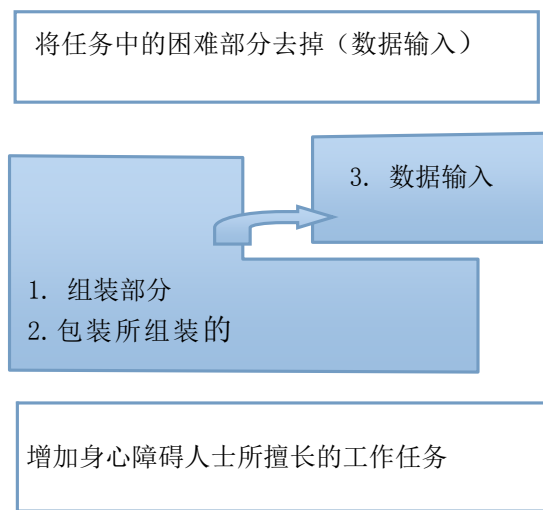 将任务中的困难部分去掉（数据输入）
3. 数据输入
1. 组装部分
2. 包装所组装的
增加身心障碍人士所擅长的工作任务